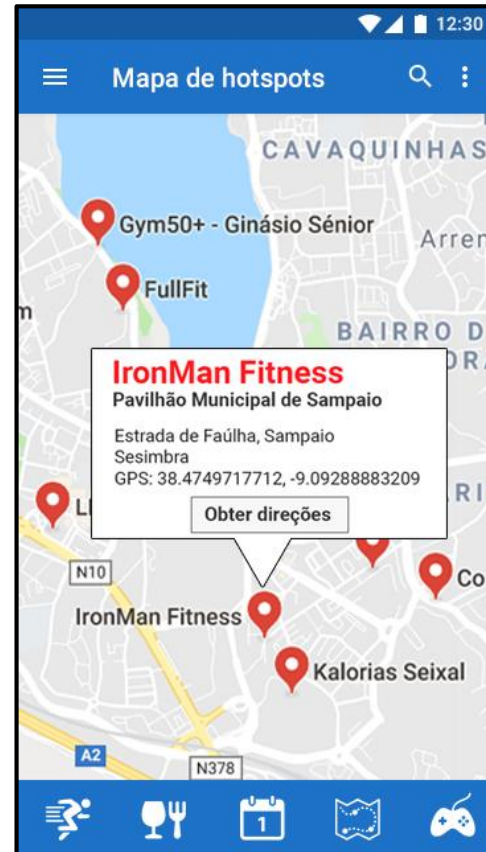 12:30
Mapa de hotspots
CAVAQUINHAS
Gym50+ - Ginásio Sénior
Arren
FullFit
m
BAIRRO D
IronMan Fitness
Pavilhão Municipal de Sampaio
Estrada de Faúlha, Sampaio
Sesimbra
GPS: 38.4749717712, -9.09288883209
Obter direções
RI
N10
Co
IronMan Fitness
Kalorias Seixal
A2
N378
1